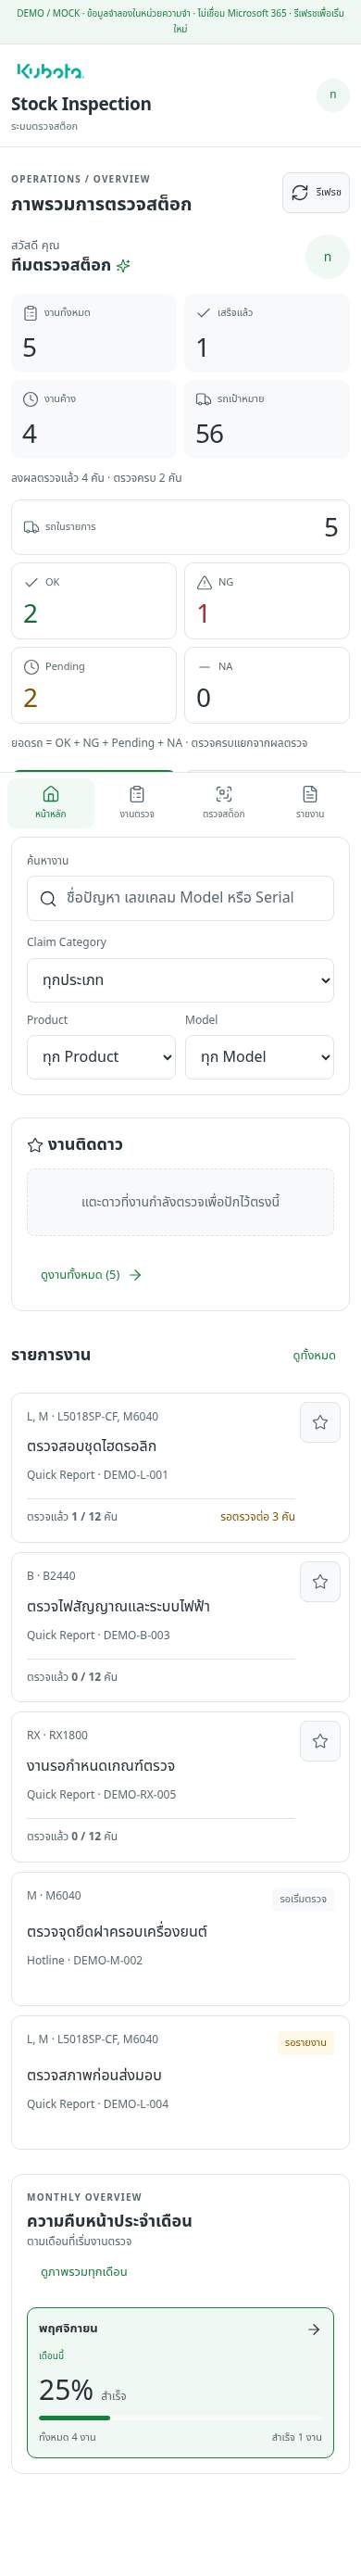 DEMO / MOCK · ข้อมูลจำลองในหน่วยความจำ · ไม่เชื่อม Microsoft 365 · รีเฟรชเพื่อเริ่ม
ใหม่
Kubota
Stock Inspection
ระบบตรวจสต็อก
ท
OPERATIONS / OVERVIEW
ภาพรวมการตรวจสต็อก
รีเฟรช
สวัสดี คุณ
ทีมตรวจสต็อก
ท
งานทั้งหมด
5
เสร็จแล้ว
1
งานค้าง
4
รถเป้าหมาย
56
ลงผลตรวจแล้ว 4 คัน · ตรวจครบ 2 คัน
รถในรายการ
5
OK
2
NG
1
Pending
2
NA
0
ยอดรถ = OK + NG + Pending + NA · ตรวจครบแยกจากผลตรวจ
หน้าหลัก
งานตรวจ
ตรวจสต็อก
รายงาน
ค้นหางาน
ชื่อปัญหา เลขเคลม Model หรือ Serial
Claim Category
ทุกประเภท
Product
Model
ทุก Product
ทุก Model
งานติดดาว
แตะดาวที่งานกำลังตรวจเพื่อปักไว้ตรงนี้
ดูงานทั้งหมด (5)
รายการงาน
ดูทั้งหมด
L, M · L5018SP-CF, M6040
ตรวจสอบชุดไฮดรอลิก
Quick Report · DEMO-L-001
ตรวจแล้ว 1 / 12 คัน
รอตรวจต่อ 3 คัน
B · B2440
ตรวจไฟสัญญาณและระบบไฟฟ้า
Quick Report · DEMO-B-003
ตรวจแล้ว 0 / 12 คัน
RX · RX1800
งานรอกำหนดเกณฑ์ตรวจ
Quick Report · DEMO-RX-005
ตรวจแล้ว 0 / 12 คัน
M · M6040
รอเริ่มตรวจ
ตรวจจุดยึดฝาครอบเครื่องยนต์
Hotline · DEMO-M-002
L, M · L5018SP-CF, M6040
รอรายงาน
ตรวจสภาพก่อนส่งมอบ
Quick Report · DEMO-L-004
MONTHLY OVERVIEW
ความคืบหน้าประจำเดือน
ตามเดือนที่เริ่มงานตรวจ
ดูภาพรวมทุกเดือน
พฤศจิกายน
เดือนนี้
25% สำเร็จ
ทั้งหมด 4 งาน
สำเร็จ 1 งาน